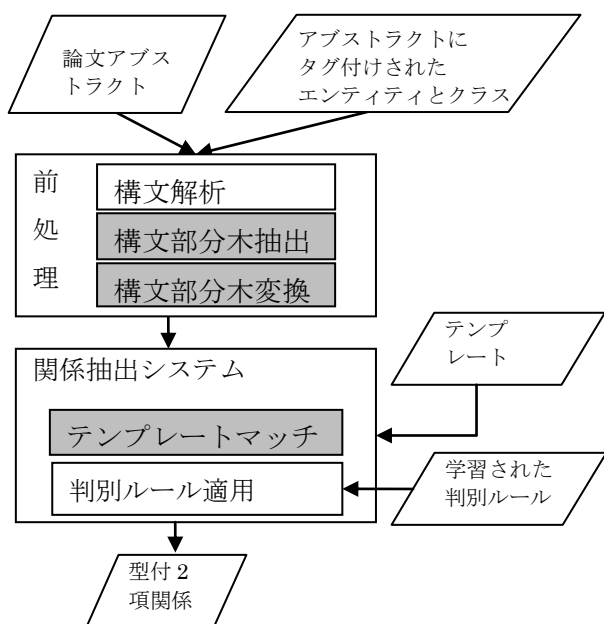 論文アブス
トラクト
アブストラクトに
タグ付けされた
エンティティとクラス
前
処
理
構文解析
構文部分木抽出
構文部分木変換
関係抽出システム
テンプレートマッチ
判別ルール適用
テンプ
レート
学習された
判別ルール
型付 2
項関係